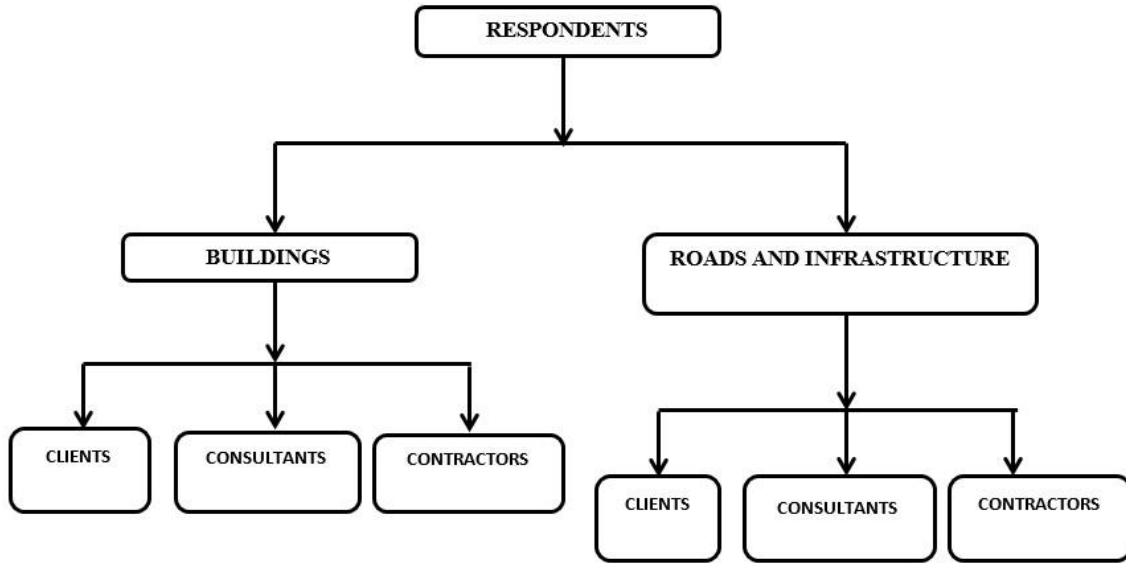 RESPONDENTS
BUILDINGS
ROADS AND INFRASTRUCTURE
CLIENTS
CONSULTANTS
CONTRACTORS
CLIENTS
CONSULTANTS
CONTRACTORS